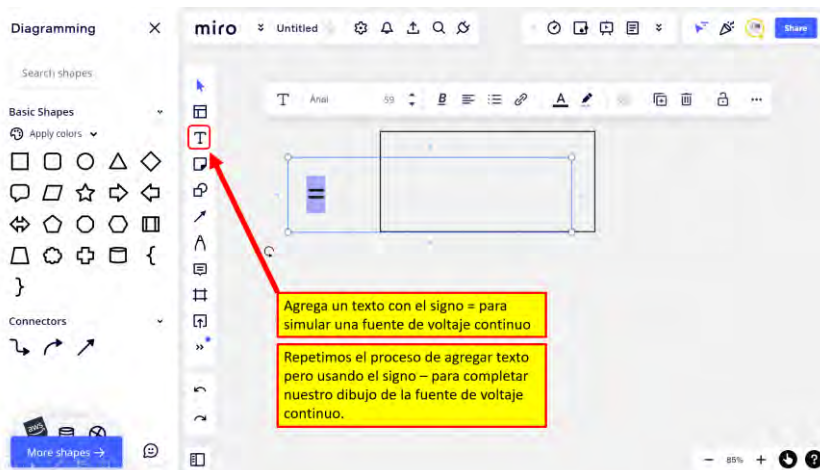 Diagramming
miro
Untitled
Share
Search shapes
Basic Shapes
Apply colors
T Arial 59 B A
T
=
Agrega un texto con el signo = para
simular una fuente de voltaje continuo
Repetimos el proceso de agregar texto
pero usando el signo – para completar
nuestro dibujo de la fuente de voltaje
continuo.
Connectors
aws
More shapes →
– 85% + ?